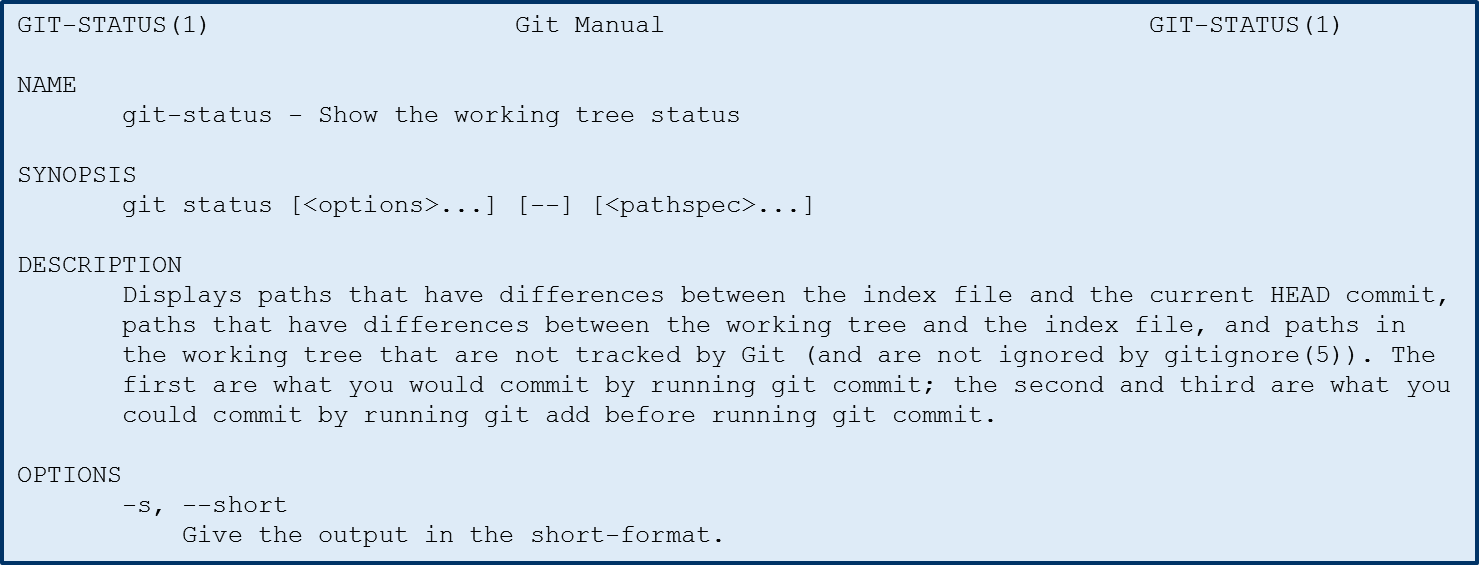 GIT-STATUS(1) Git Manual GIT-STATUS(1)
NAME
git-status - Show the working tree status
SYNOPSIS
git status [<options>...] [--] [<pathspec>...]
DESCRIPTION
Displays paths that have differences between the index file and the current HEAD commit,
paths that have differences between the working tree and the index file, and paths in
the working tree that are not tracked by Git (and are not ignored by gitignore(5)). The
first are what you would commit by running git commit; the second and third are what you
could commit by running git add before running git commit.
OPTIONS
-s, --short
Give the output in the short-format.